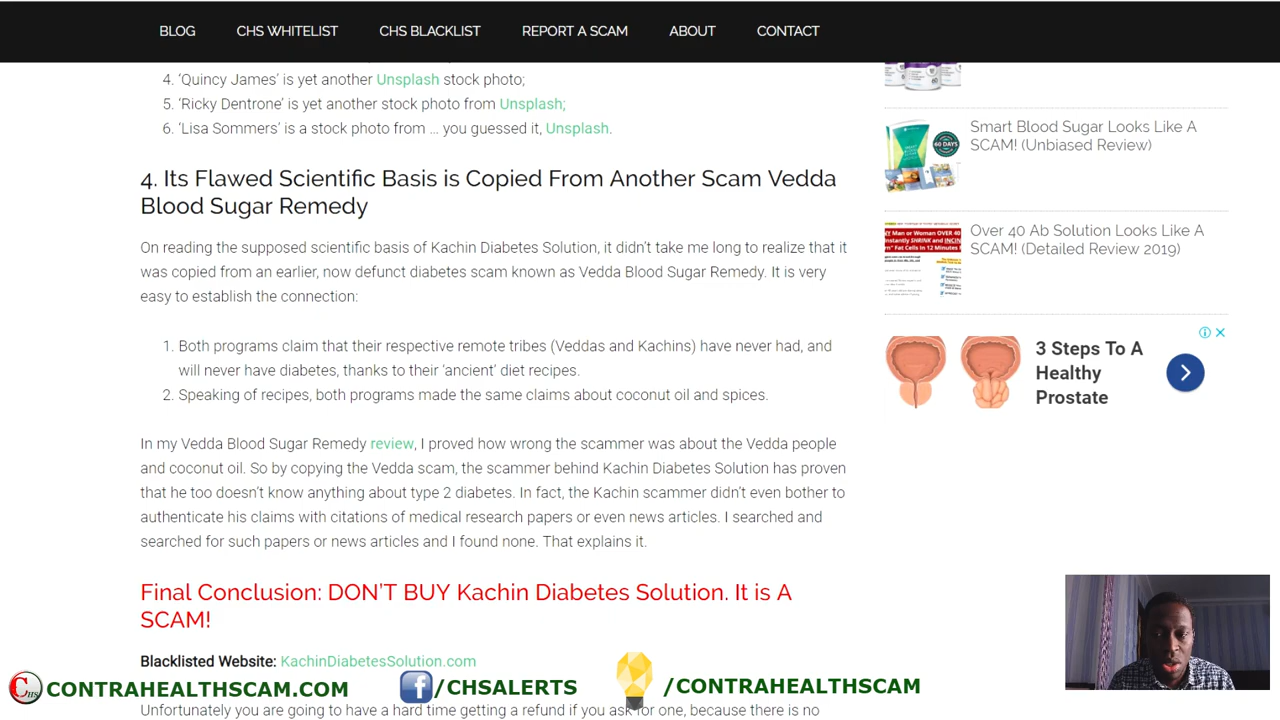 BLOG CHS WHITELIST CHS BLACKLIST REPORT A SCAM ABOUT CONTACT
4. ‘Quincy James’ is yet another Unsplash stock photo;
5. ‘Ricky Dentrone’ is yet another stock photo from Unsplash;
6. ‘Lisa Sommers’ is a stock photo from … you guessed it, Unsplash.
4. Its Flawed Scientific Basis is Copied From Another Scam Vedda
Blood Sugar Remedy
On reading the supposed scientific basis of Kachin Diabetes Solution, it didn’t take me long to realize that it
was copied from an earlier, now defunct diabetes scam known as Vedda Blood Sugar Remedy. It is very
easy to establish the connection:
1. Both programs claim that their respective remote tribes (Veddas and Kachins) have never had, and
will never have diabetes, thanks to their ‘ancient’ diet recipes.
2. Speaking of recipes, both programs made the same claims about coconut oil and spices.
In my Vedda Blood Sugar Remedy review, I proved how wrong the scammer was about the Vedda people
and coconut oil. So by copying the Vedda scam, the scammer behind Kachin Diabetes Solution has proven
that he too doesn’t know anything about type 2 diabetes. In fact, the Kachin scammer didn’t even bother to
authenticate his claims with citations of medical research papers or even news articles. I searched and
searched for such papers or news articles and I found none. That explains it.
Final Conclusion: DON’T BUY Kachin Diabetes Solution. It is A
SCAM!
Blacklisted Website: KachinDiabetesSolution.com
Unfortunately you are going to have a hard time getting a refund if you ask for one, because there is no
Smart Blood Sugar Looks Like A
SCAM! (Unbiased Review)
60 DAYS
Over 40 Ab Solution Looks Like A
SCAM! (Detailed Review 2019)
3 Steps To A
Healthy
Prostate
CHS CONTRAHEALTHSCAM.COM f/CHSALERTS /CONTRAHEALTHSCAM